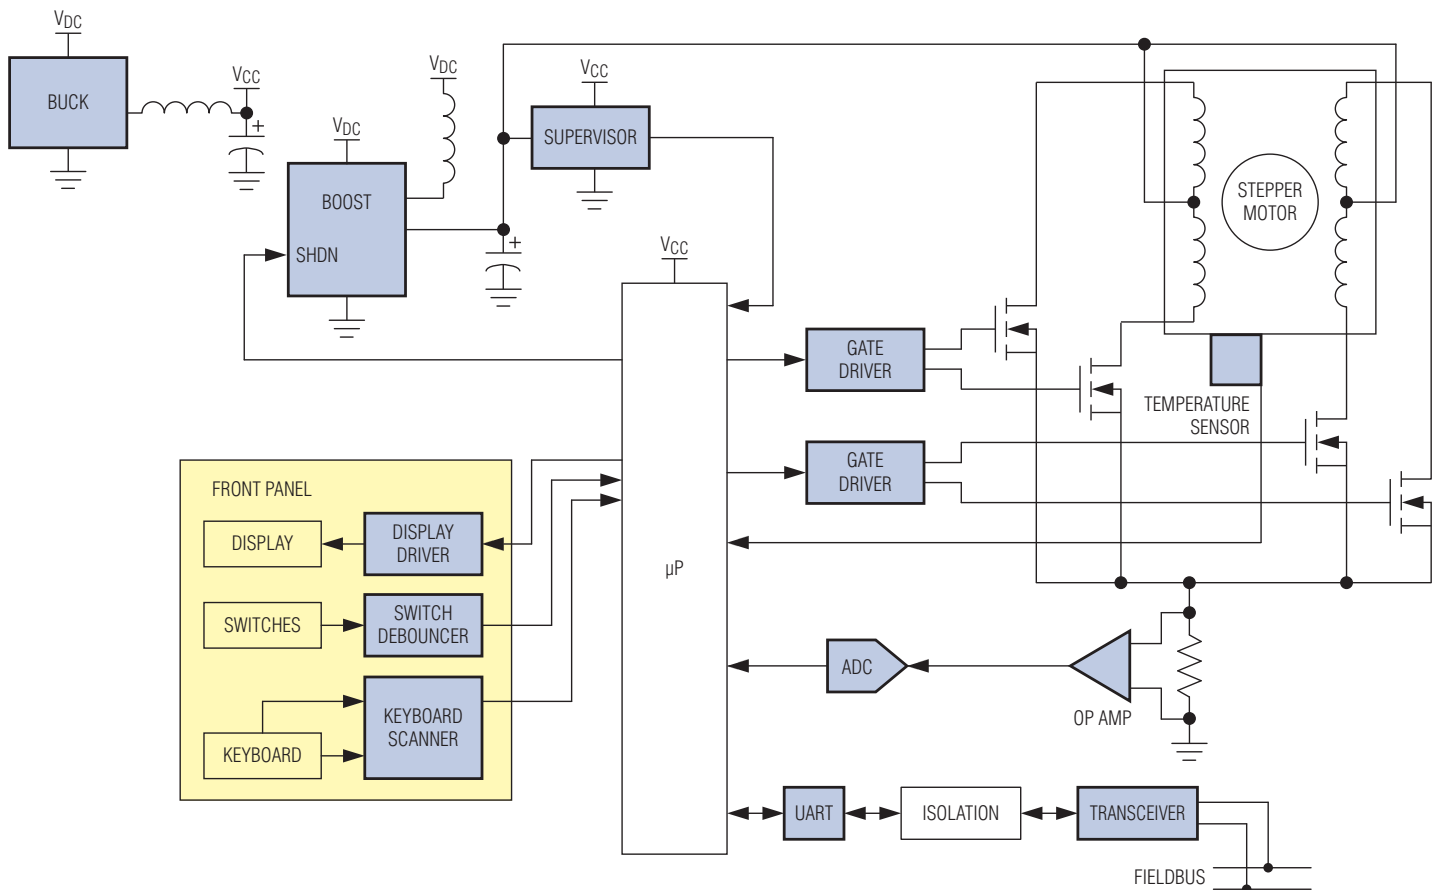 VDC
BUCK
VCC
+
VDC
BOOST
SHDN
VDC
+
VCC
SUPERVISOR
STEPPER
MOTOR
VCC
μP
GATE
DRIVER
GATE
DRIVER
TEMPERATURE
SENSOR
FRONT PANEL
DISPLAY
DISPLAY
DRIVER
SWITCHES
SWITCH
DEBOUNCER
KEYBOARD
KEYBOARD
SCANNER
ADC
OP AMP
UART
ISOLATION
TRANSCEIVER
FIELDBUS